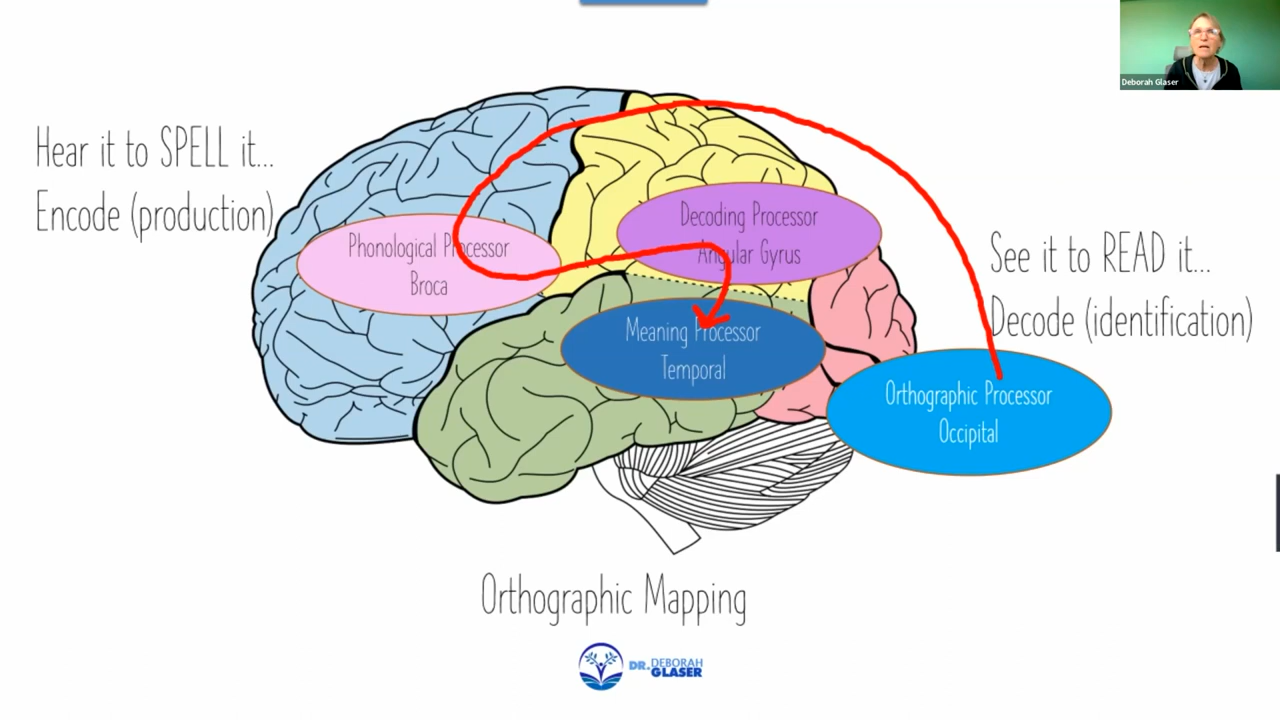 Deborah Glaser
Hear it to SPELL it...
Encode (production)
Phonological Processor
Broca
Decoding Processor
Angular Gyrus
Meaning Processor
Temporal
See it to READ it...
Decode (identification)
Orthographic Processor
Occipital
Orthographic Mapping
DR. DEBORAH
GLASER